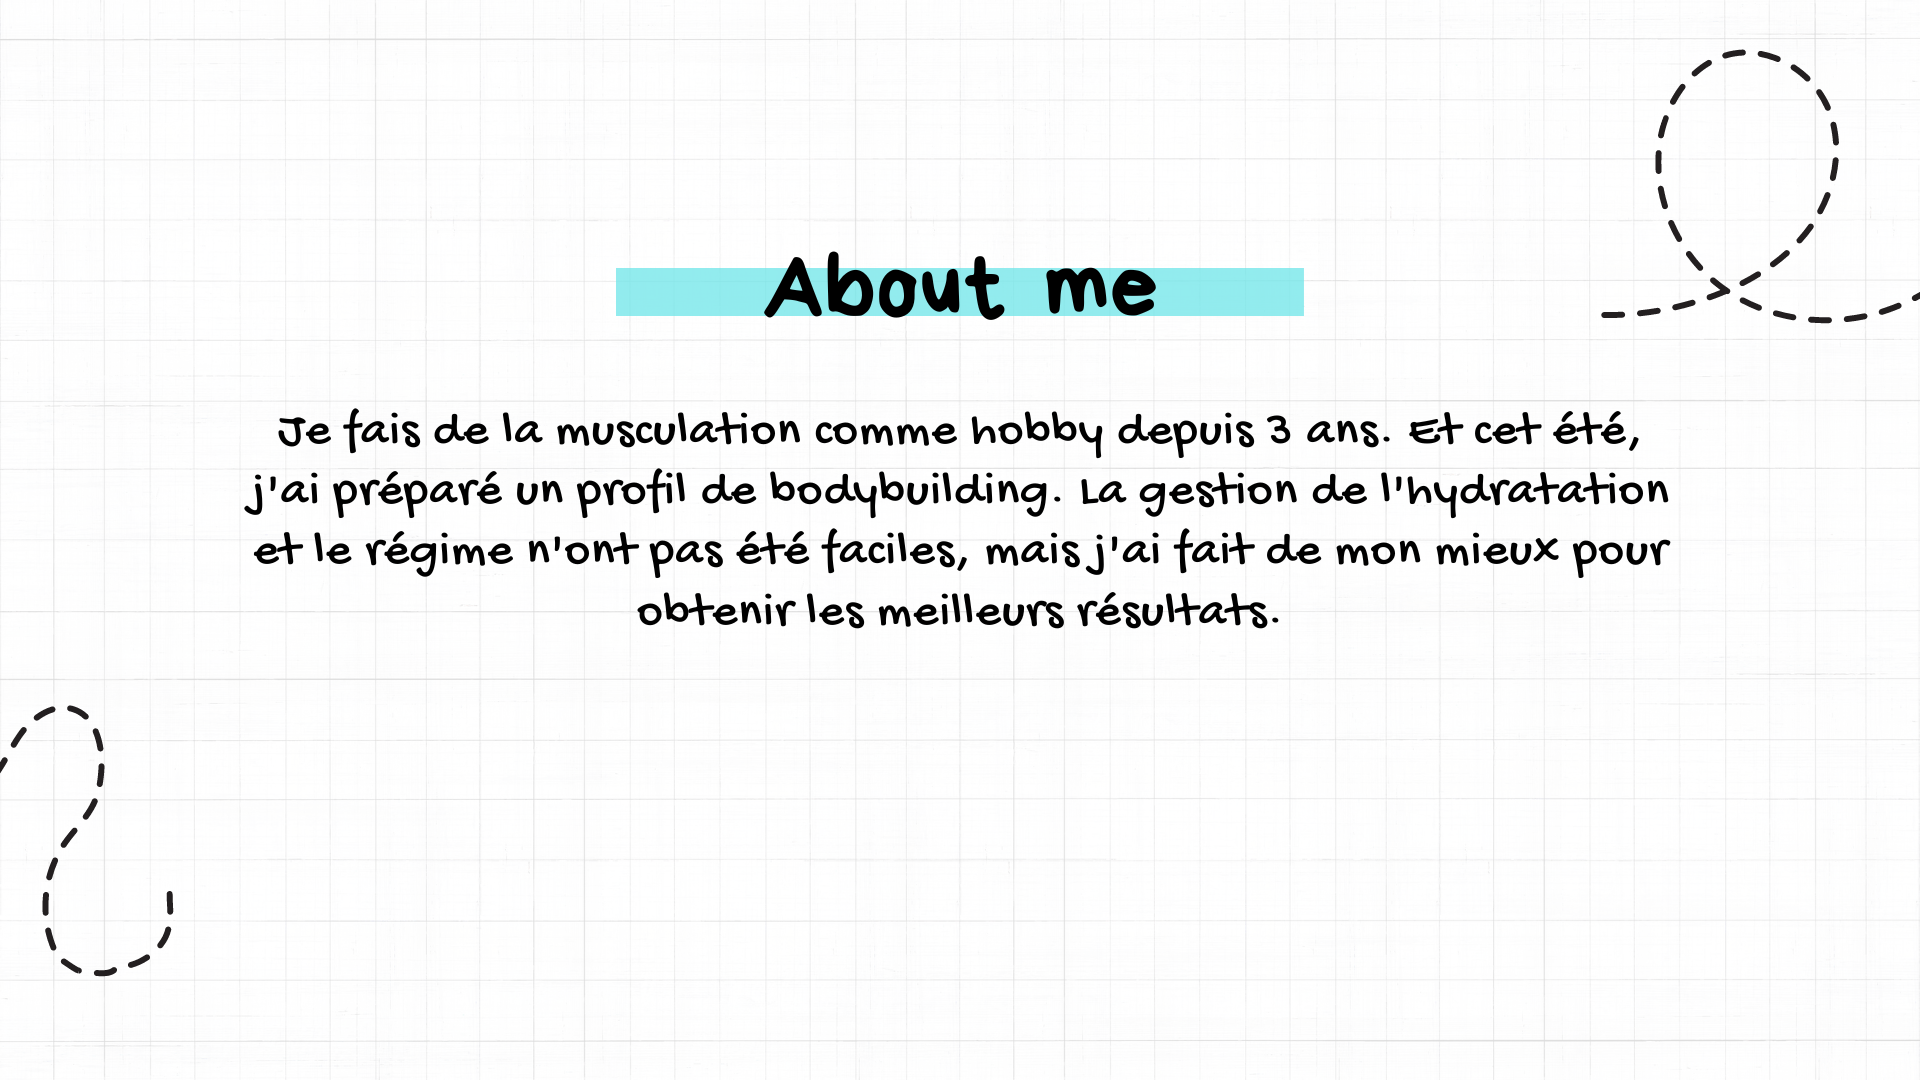 About me
Je fais de la musculation comme hobby depuis 3 ans. Et cet été,
j'ai préparé un profil de bodybuilding. La gestion de l'hydratation
et le régime n'ont pas été faciles, mais j'ai fait de mon mieux pour
obtenir les meilleurs résultats.